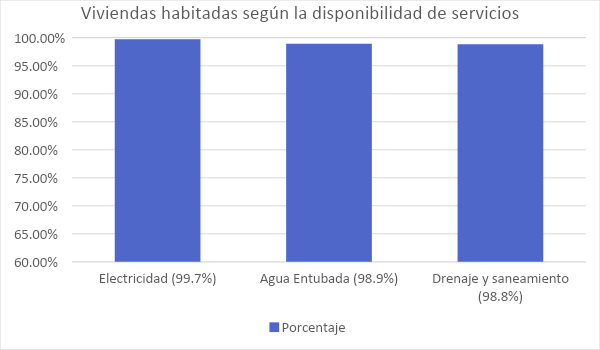 Viviendas habitadas según la disponibilidad de servicios
100.00%
95.00%
90.00%
85.00%
80.00%
75.00%
70.00%
65.00%
60.00%
Electricidad (99.7%)
Agua Entubada (98.9%)
Drenaje y saneamiento
(98.8%)
Porcentaje